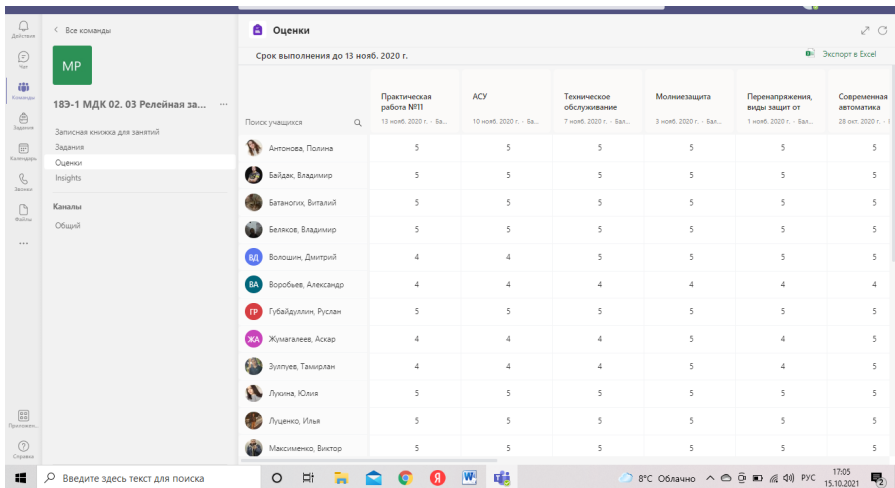 Все команды
Оценки
Действия
Срок выполнения до 13 нояб. 2020 г.
Экспорт в Excel
Чат
МР
Команды
18Э-1 МДК 02. 03 Релейная за... ...
Практическая работа №11
АСУ
Техническое обслуживание
Молниезащита
Перенапряжения, виды защит от
Современная автоматика
Поиск учащихся
13 нояб. 2020 г. · Ба...
10 нояб. 2020 г. · Ба...
7 нояб. 2020 г. · Бал...
3 нояб. 2020 г. · Бал...
1 нояб. 2020 г. · Бал...
28 окт. 2020 г. ·
Задания
Календарь
Звонки
Файлы
...
Записная книжка для занятий
Задания
Оценки
Insights
Каналы
Общий
Антонова, Полина 5 5 5 5 5 5
Байдак, Владимир 5 5 5 5 5 5
Батаногих, Виталий 5 5 5 5 5 5
Беляков, Владимир 5 5 5 5 5 5
ВД Волошин, Дмитрий 4 4 5 5 5 5
ВА Воробьев, Александр 4 4 4 4 4 4
ГР Губайдуллин, Руслан 5 5 5 5 5 5
ЖА Жумагалеев, Аскар 4 4 4 5 4 5
Зулпуев, Тамирлан 4 4 4 5 4 5
Лукина, Юлия 5 5 5 5 5 5
Луценко, Илья 5 5 5 5 5 5
Максименко, Виктор 5 5 5 5 5 5
Приложен...
Справка
Введите здесь текст для поиска
Я
W
8°C Облачно
РУС
17:05
15.10.2021
2